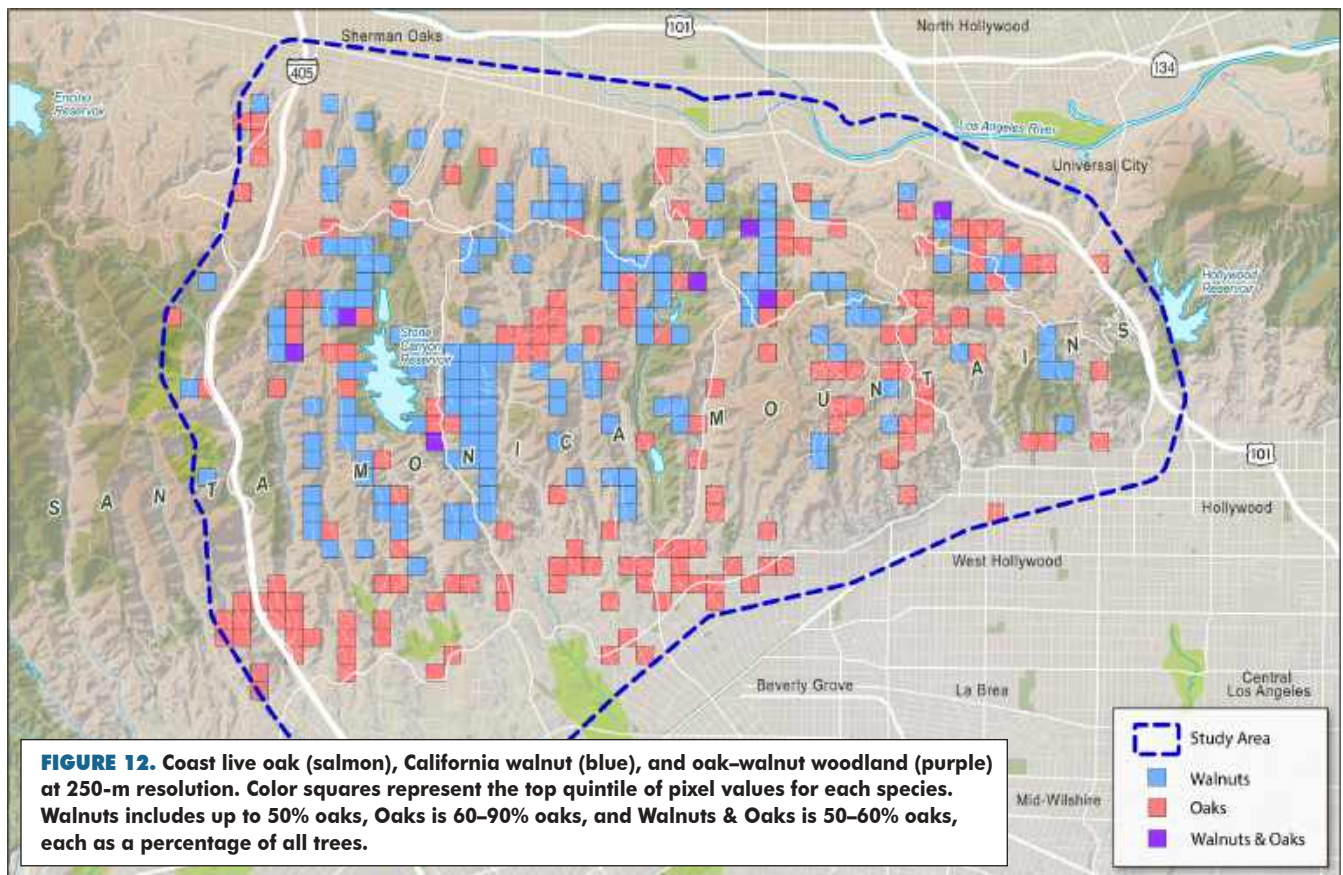 Sherman Oaks
101
North Hollywood
134
405
Encino
Reservoir
Los Angeles River
Universal City
Hollywood
Reservoir
Stone
Canyon
Reservoir
SANTA MONICA MOUNTAINS
101
Hollywood
West Hollywood
Beverly Grove
La Brea
Central
Los Angeles
Mid-Wilshire
FIGURE 12. Coast live oak (salmon), California walnut (blue), and oak–walnut woodland (purple)
at 250-m resolution. Color squares represent the top quintile of pixel values for each species.
Walnuts includes up to 50% oaks, Oaks is 60–90% oaks, and Walnuts & Oaks is 50–60% oaks,
each as a percentage of all trees.
Study Area
Walnuts
Oaks
Walnuts & Oaks